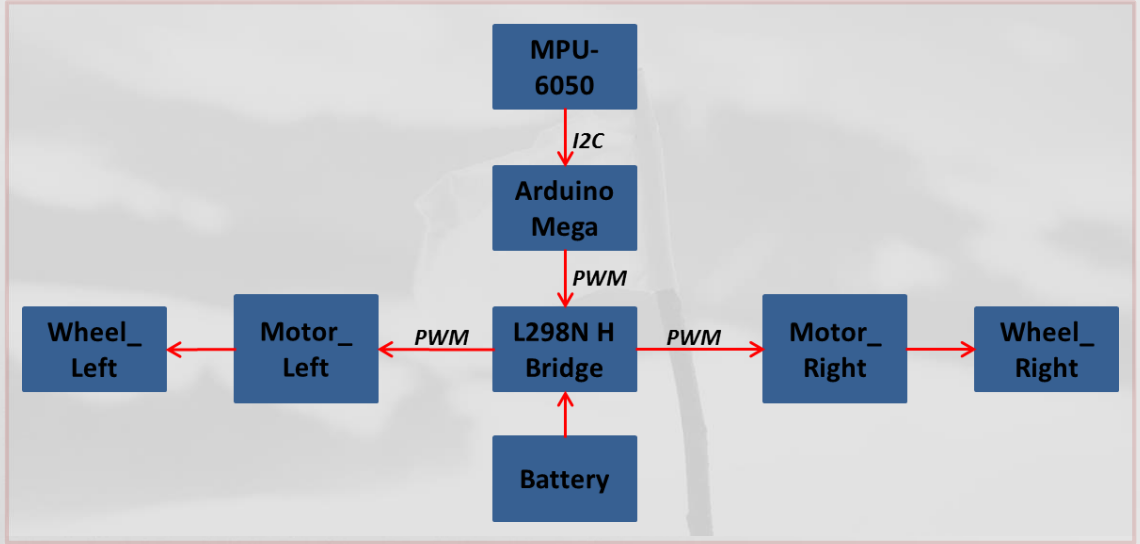 MPU-
6050
I2C
Arduino
Mega
PWM
Wheel_
Left
Motor_
Left
PWM
L298N H
Bridge
PWM
Motor_
Right
Wheel_
Right
Battery